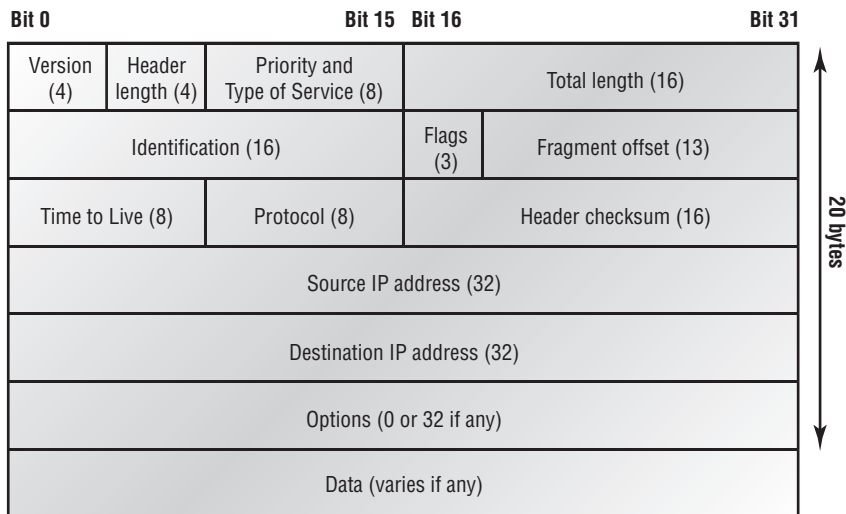 Bit 0 Bit 15 Bit 16 Bit 31
Version (4)
Header length (4)
Priority and Type of Service (8)
Total length (16)
Identification (16)
Flags (3)
Fragment offset (13)
Time to Live (8)
Protocol (8)
Header checksum (16)
Source IP address (32)
Destination IP address (32)
Options (0 or 32 if any)
Data (varies if any)
20 bytes